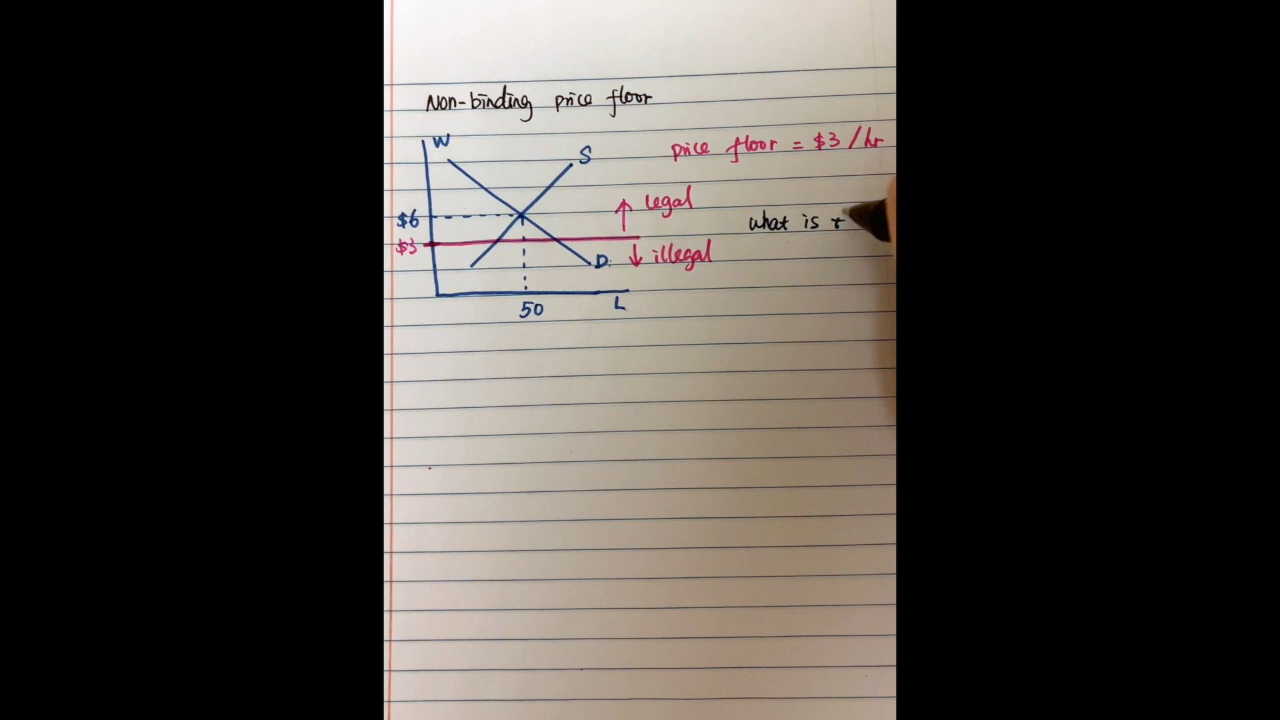 Non-binding price floor
W
S
price floor = $3/hr
legal
$6
what is t
$3
illegal
D
50
L